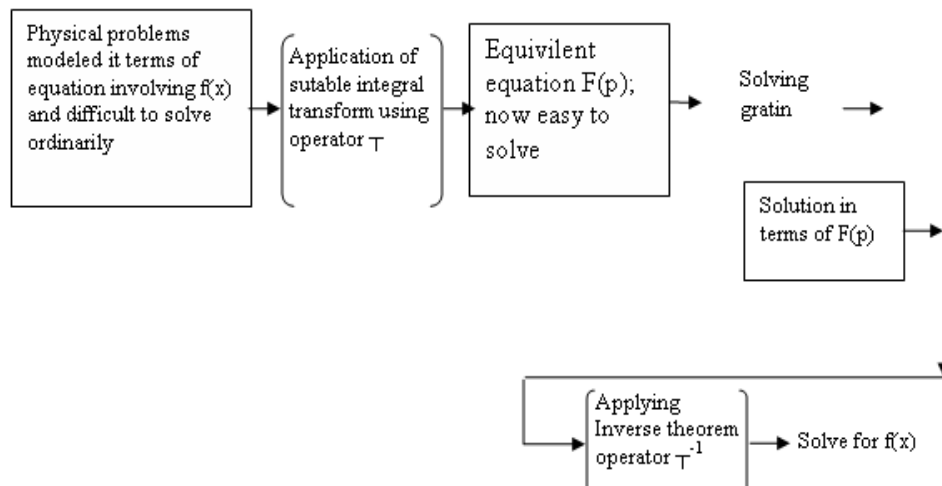 Physical problems
modeled it terms of
equation involving f(x)
and difficult to solve
ordinarily
Application of
sutable integral
transform using
operator T
Equivilent
equation F(p);
now easy to
solve
Solving
gratin
Solution in
terms of F(p)
Applying
Inverse theorem
operator T⁻¹
Solve for f(x)